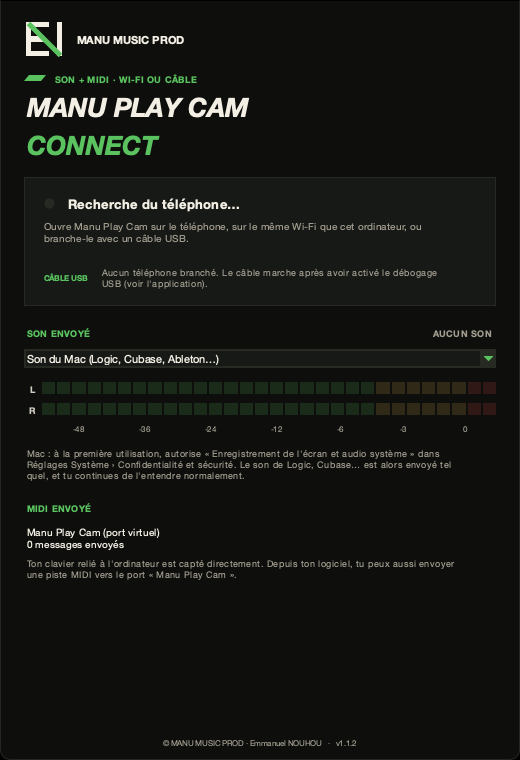 MANU MUSIC PROD
SON + MIDI · WI-FI OU CÂBLE
MANU PLAY CAM
CONNECT
Recherche du téléphone...
Ouvre Manu Play Cam sur le téléphone, sur le même Wi-Fi que cet ordinateur, ou
branche-le avec un câble USB.
CÂBLE USB
Aucun téléphone branché. Le câble marche après avoir activé le débogage
USB (voir l'application).
SON ENVOYÉ
AUCUN SON
Son du Mac (Logic, Cubase, Ableton...)
L
R
-48 -36 -24 -12 -6 -3 0
Mac : à la première utilisation, autorise « Enregistrement de l'écran et audio système » dans
Réglages Système › Confidentialité et sécurité. Le son de Logic, Cubase... est alors envoyé tel
quel, et tu continues de l'entendre normalement.
MIDI ENVOYÉ
Manu Play Cam (port virtuel)
0 messages envoyés
Ton clavier relié à l'ordinateur est capté directement. Depuis ton logiciel, tu peux aussi envoyer
une piste MIDI vers le port « Manu Play Cam ».
© MANU MUSIC PROD · Emmanuel NOUHOU · v1.1.2